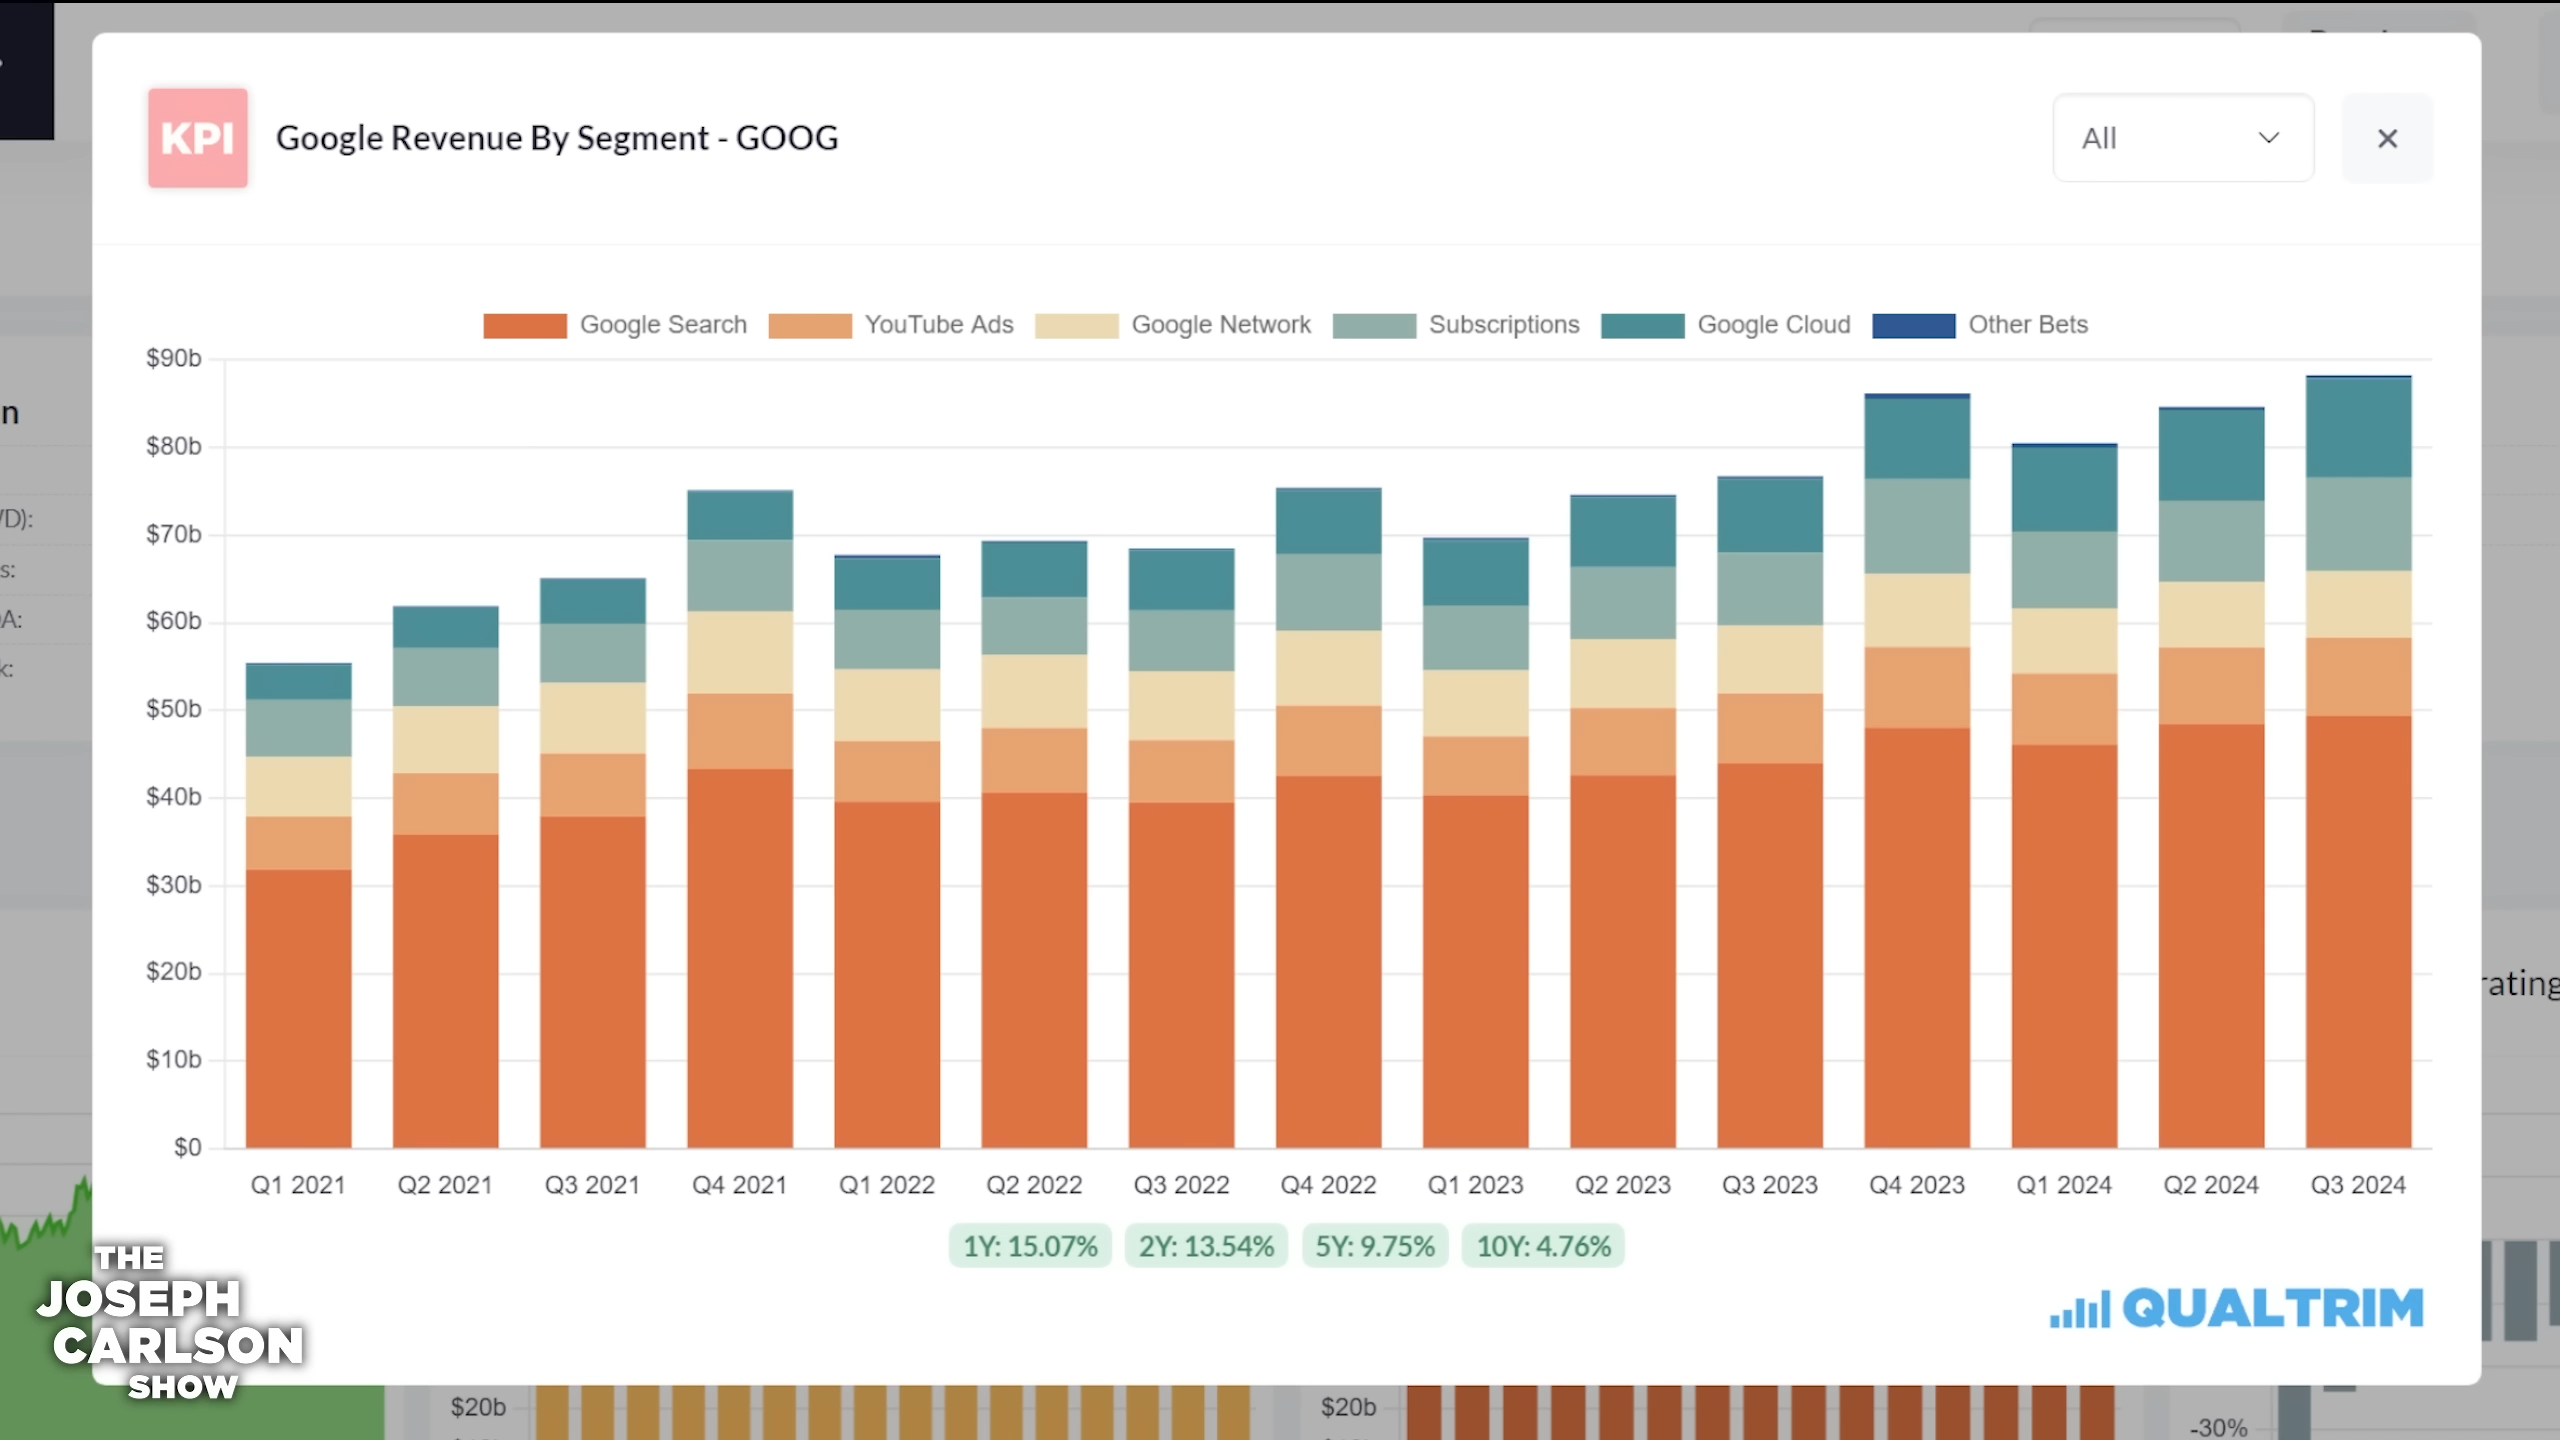 KPI
Google Revenue By Segment - GOOG
All
Google Search YouTube Ads Google Network Subscriptions Google Cloud Other Bets
$90b
$80b
$70b
$60b
$50b
$40b
$30b
$20b
$10b
$0
Q1 2021 Q2 2021 Q3 2021 Q4 2021 Q1 2022 Q2 2022 Q3 2022 Q4 2022 Q1 2023 Q2 2023 Q3 2023 Q4 2023 Q1 2024 Q2 2024 Q3 2024
1Y: 15.07% 2Y: 13.54% 5Y: 9.75% 10Y: 4.76%
QUALTRIM
THE
JOSEPH
CARLSON
SHOW
n
/D):
s:
A:
k:
rating
$20b
$20b
-30%